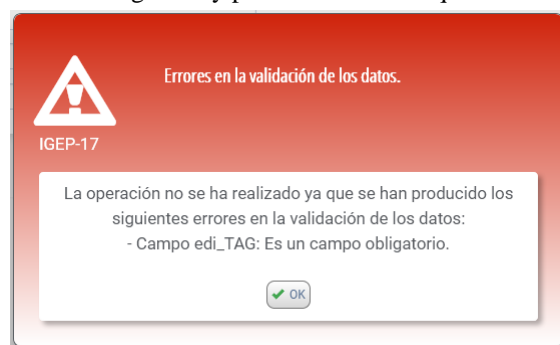 Errores en la validación de los datos.
IGEP-17
La operación no se ha realizado ya que se han producido los
siguientes errores en la validación de los datos:
- Campo edi_TAG: Es un campo obligatorio.
OK